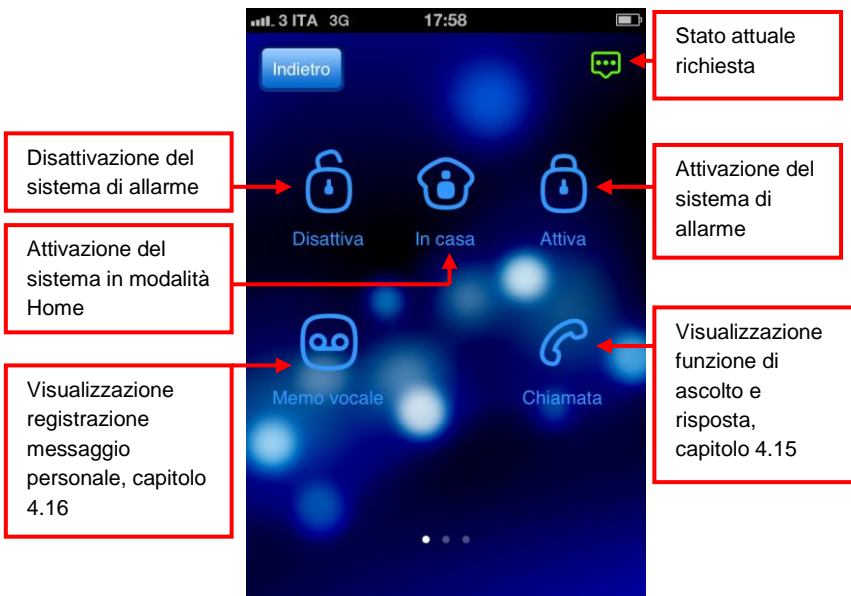 3 ITA 3G 17:58
Indietro
Stato attuale
richiesta
Disattivazione del
sistema di allarme
Attivazione del
sistema di
allarme
Disattiva In casa Attiva
Attivazione del
sistema in modalità
Home
Visualizzazione
funzione di
ascolto e
risposta,
capitolo 4.15
Memo vocale Chiamata
Visualizzazione
registrazione
messaggio
personale, capitolo
4.16